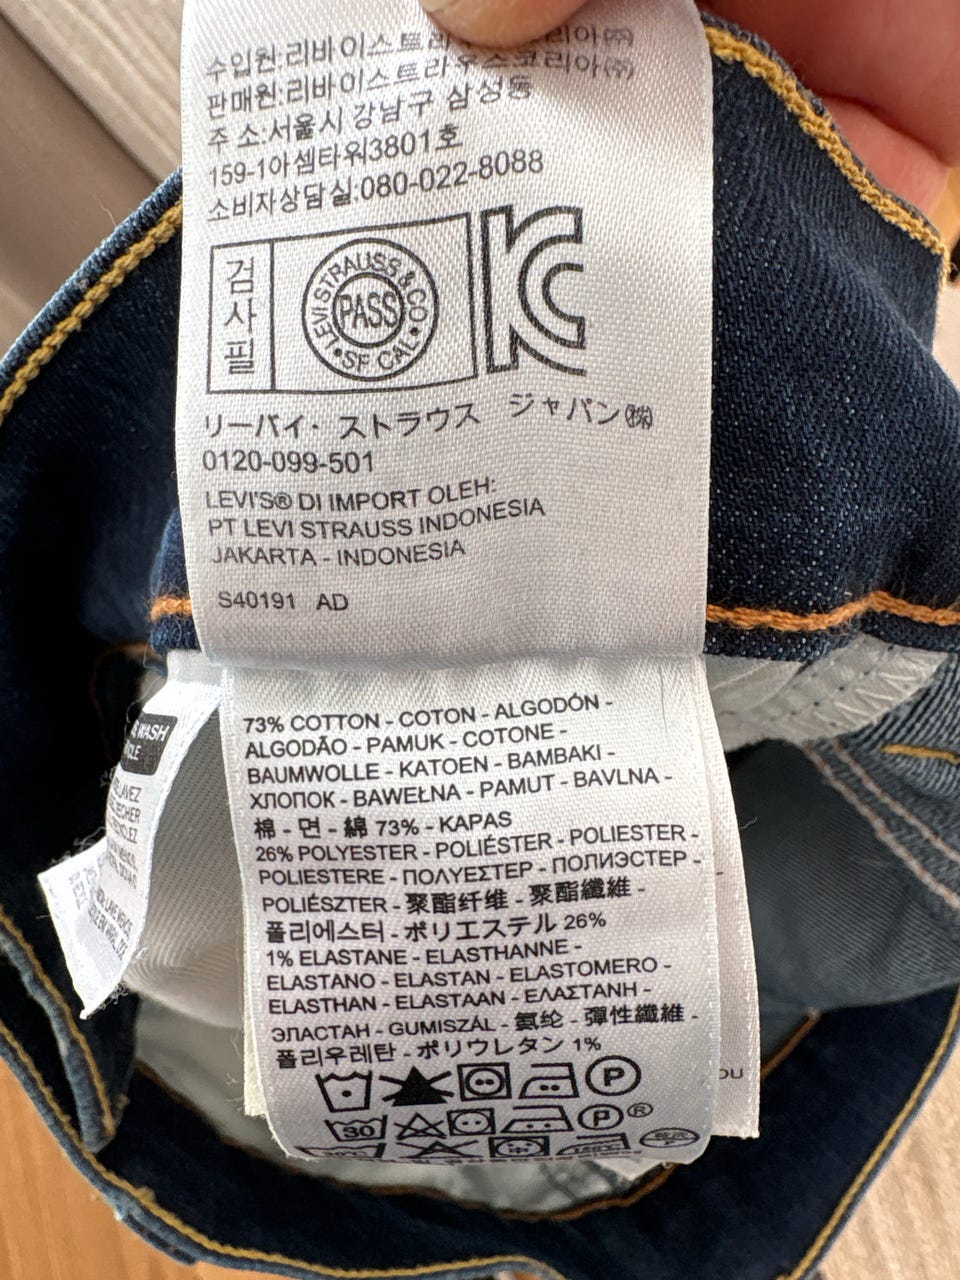 수입원:리바이스트라
리아㈜
판매원:리바이스트라우스코리아㈜
주 소:서울시 강남구 삼성동
159-1아셈타워3801호
소비자상담실:080-022-8088
검사필
LEVI STRAUSS & CO
PASS
SF CAL
KC
リーバイ・ストラウス ジャパン㈱
0120-099-501
LEVI'S® DI IMPORT OLEH:
PT LEVI STRAUSS INDONESIA
JAKARTA - INDONESIA
S40191 AD
WASH
73% COTTON - COTON - ALGODÓN -
ALGODÃO - PAMUK - COTONE -
BAUMWOLLE - KATOEN - BAMBAKI -
ХЛОПОК - BAWEŁNA - PAMUT - BAVLNA -
棉 - 면 - 綿 73% - KAPAS
26% POLYESTER - POLIÉSTER - POLIESTER -
POLIESTERE - ΠΟΛΥΕΣΤΕΡ - ПОЛИЭСТЕР -
POLIÉSZTER - 聚酯纤维 - 聚酯纖維 -
폴리에스터 - ポリエステル 26%
1% ELASTANE - ELASTHANNE -
ELASTANO - ELASTAN - ELASTOMERO -
ELASTHAN - ELASTAAN - ΕΛΑΣΤΑΝΗ -
ЭЛАСТАН - GUMISZÁL - 氨纶 - 彈性纖維 -
폴리우레탄 - ポリウレタン 1%
P
30
P ®
OU